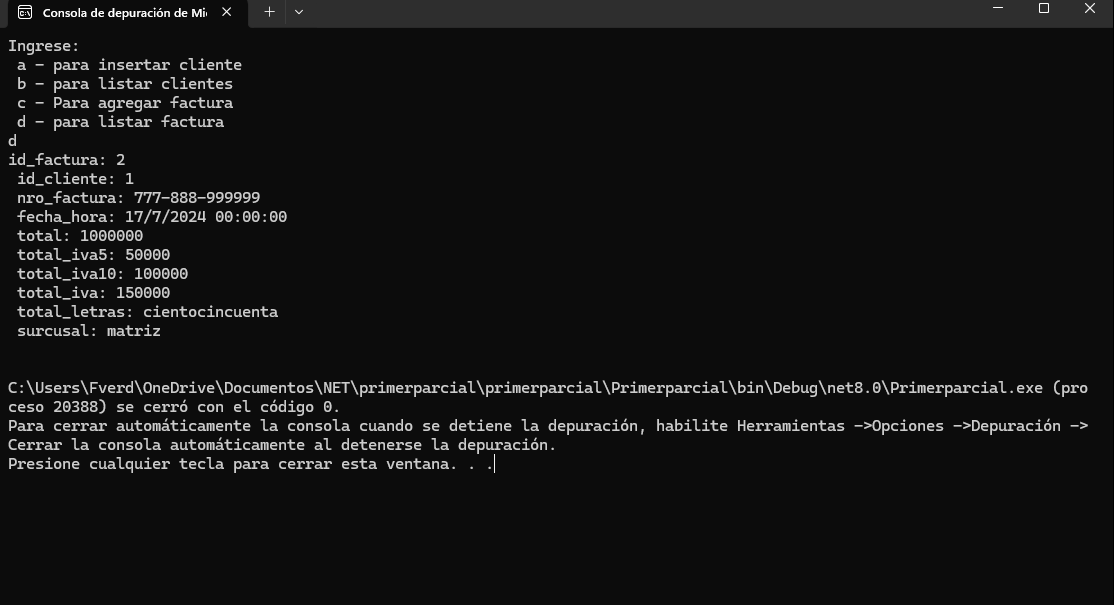 Consola de depuración de Mi
Ingrese:
a - para insertar cliente
b - para listar clientes
c - Para agregar factura
d - para listar factura
d
id_factura: 2
id_cliente: 1
nro_factura: 777-888-999999
fecha_hora: 17/7/2024 00:00:00
total: 1000000
total_iva5: 50000
total_iva10: 100000
total_iva: 150000
total_letras: cientocincuenta
surcusal: matriz
C:\Users\Fverd\OneDrive\Documentos\NET\primerparcial\primerparcial\Primerparcial\bin\Debug\net8.0\Primerparcial.exe (pro
ceso 20388) se cerró con el código 0.
Para cerrar automáticamente la consola cuando se detiene la depuración, habilite Herramientas ->Opciones ->Depuración ->
Cerrar la consola automáticamente al detenerse la depuración.
Presione cualquier tecla para cerrar esta ventana. . .